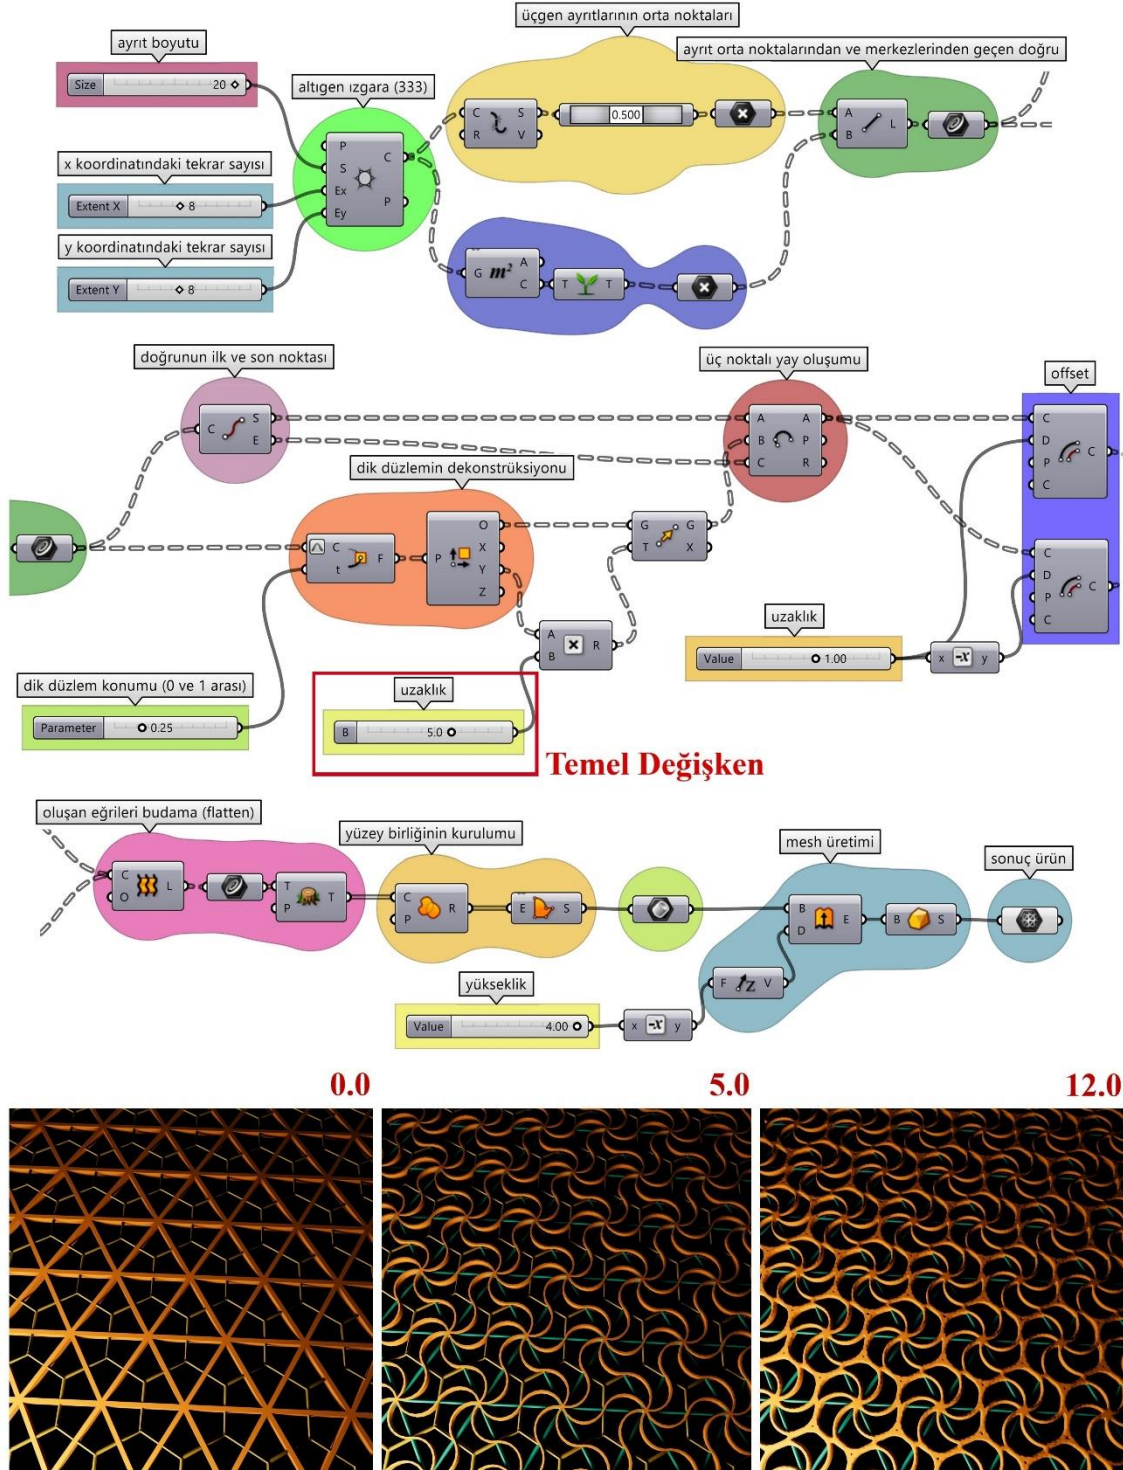 üçgen ayrıtlarının orta noktaları
ayrıt boyutu
ayrıt orta noktalarından ve merkezlerinden geçen doğru
Size 20
altıgen ızgara (333)
C S
R V
0.500
A L
B
P C
S
Ex P
Ey
x koordinatındaki tekrar sayısı
Extent X 8
y koordinatındaki tekrar sayısı
Extent Y 8
G m² A
C
T T
doğrunun ilk ve son noktası
üç noktalı yay oluşumu
offset
C S
E
A A
B P
C R
C
D C
P
C
dik düzlemin dekonstrüksiyonu
C F
t
P O
X
Y
Z
G G
T X
C
D C
P
C
A R
B
uzaklık
Value 1.00
x -x y
dik düzlem konumu (0 ve 1 arası)
Parameter 0.25
uzaklık
B 5.0
Temel Değişken
oluşan eğrileri budama (flatten)
yüzey birliğinin kurulumu
mesh üretimi
sonuç ürün
C L
O
T T
P
C R
P
E S
B E
D
B S
F Z V
yükseklik
Value 4.00
x -x y
0.0
5.0
12.0